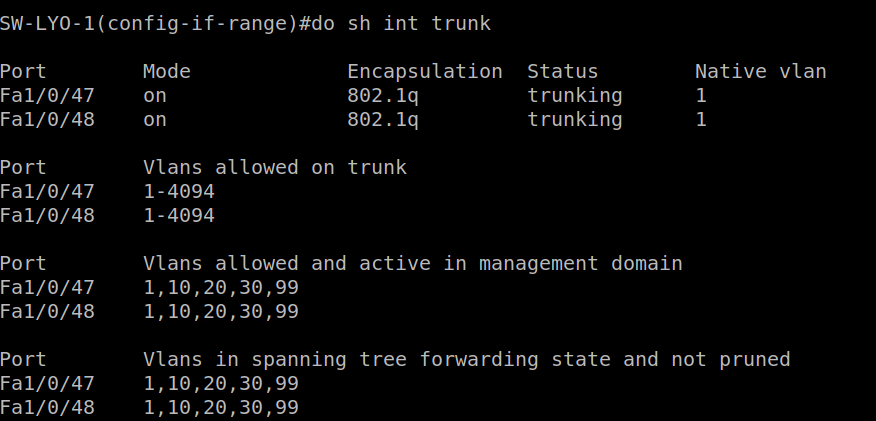 SW-LYO-1(config-if-range)#do sh int trunk
Port        Mode             Encapsulation  Status        Native vlan
Fa1/0/47    on               802.1q         trunking      1
Fa1/0/48    on               802.1q         trunking      1
Port        Vlans allowed on trunk
Fa1/0/47    1-4094
Fa1/0/48    1-4094
Port        Vlans allowed and active in management domain
Fa1/0/47    1,10,20,30,99
Fa1/0/48    1,10,20,30,99
Port        Vlans in spanning tree forwarding state and not pruned
Fa1/0/47    1,10,20,30,99
Fa1/0/48    1,10,20,30,99